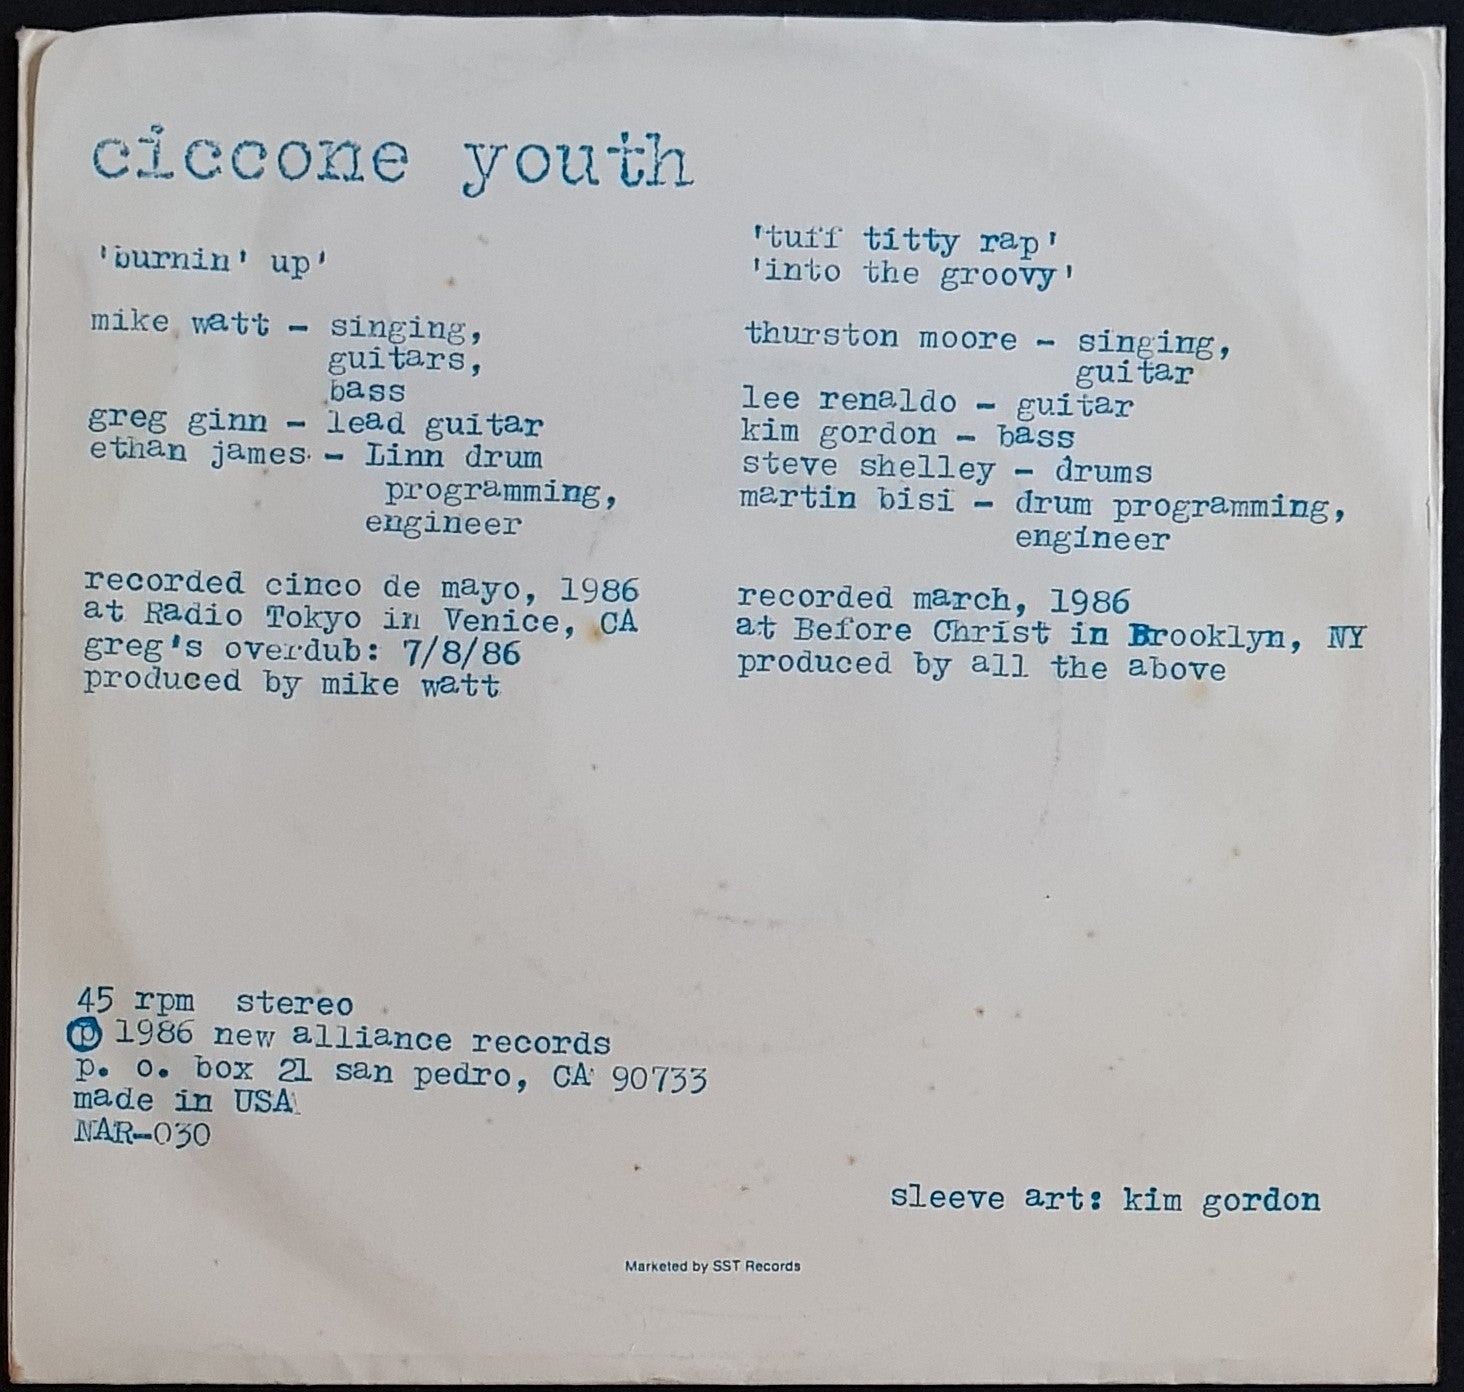 ciccone youth
'burnin' up'
mike watt - singing,
guitars,
bass
greg ginn - lead guitar
ethan james - Linn drum
programming,
engineer
recorded cinco de mayo, 1986
at Radio Tokyo in Venice, CA
greg's overdub: 7/8/86
produced by mike watt
'tuff titty rap'
'into the groovy'
thurston moore - singing,
guitar
lee renaldo - guitar
kim gordon - bass
steve shelley - drums
martin bisi - drum programming,
engineer
recorded march, 1986
at Before Christ in Brooklyn, NY
produced by all the above
45 rpm stereo
ⓟ 1986 new alliance records
p. o. box 21 san pedro, CA 90733
made in USA
NAR-030
sleeve art: kim gordon
Marketed by SST Records